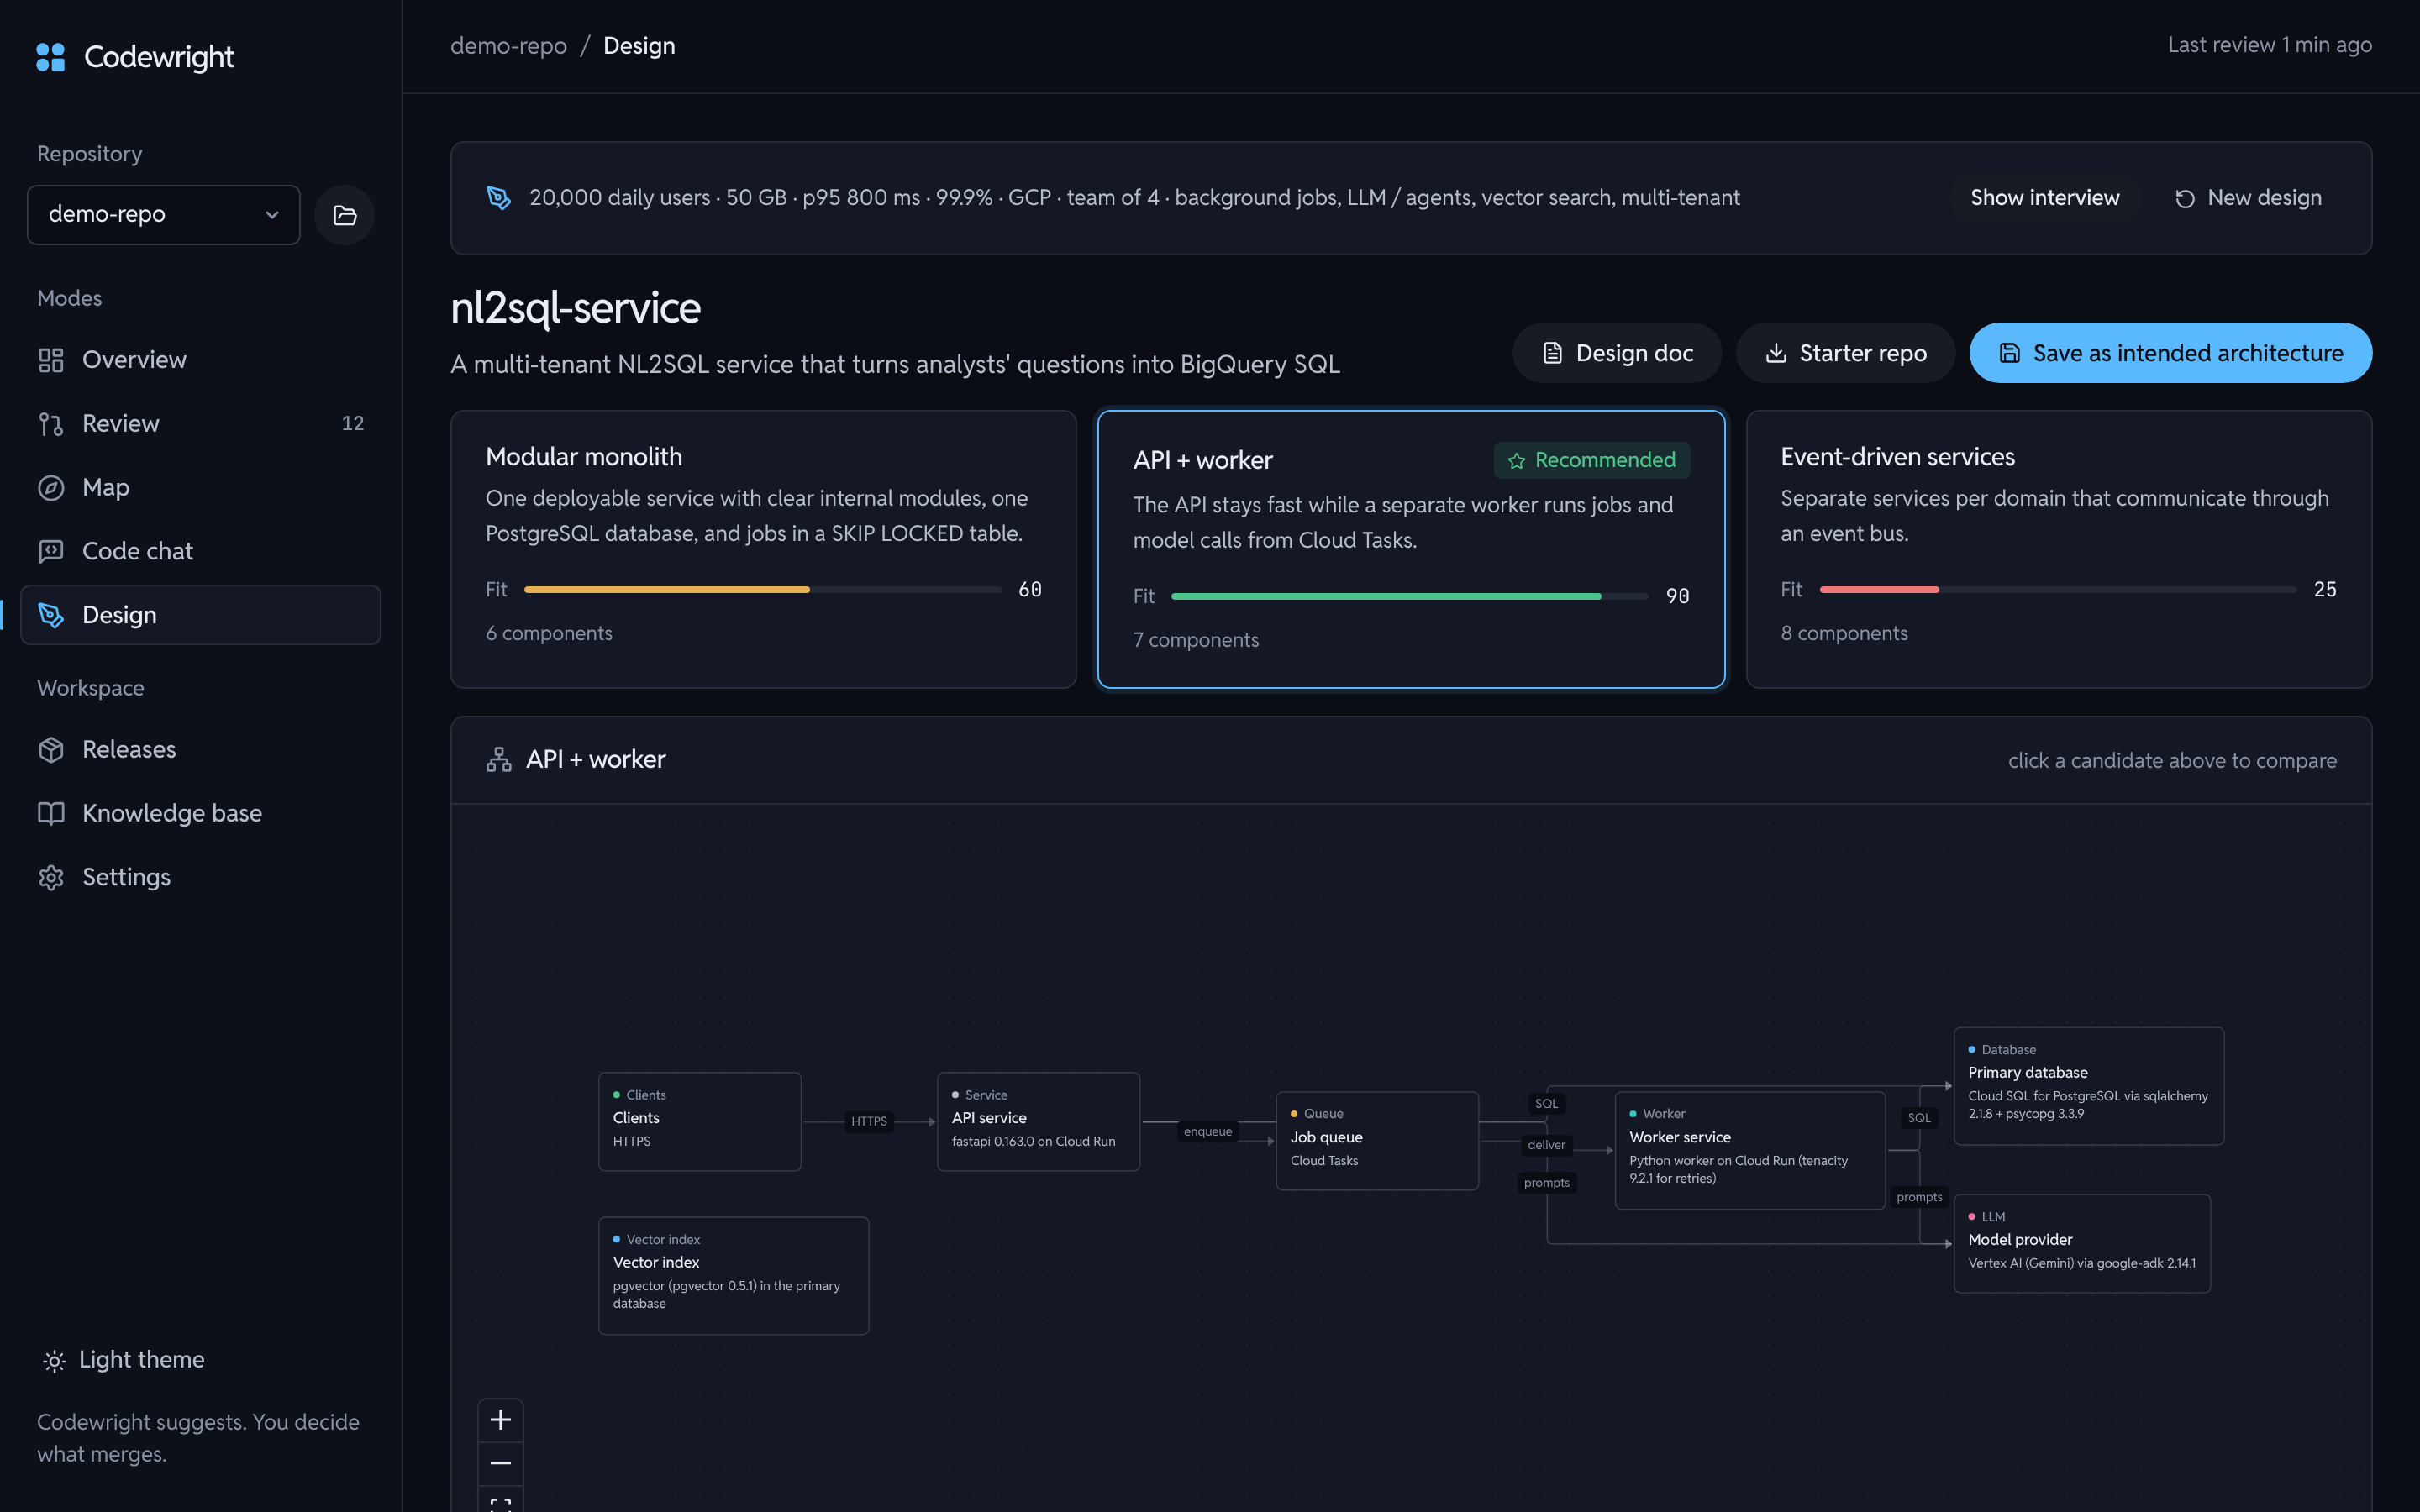 Codewright
demo-repo / Design
Last review 1 min ago
Repository
demo-repo
Modes
Overview
Review 12
Map
Code chat
Design
Workspace
Releases
Knowledge base
Settings
Light theme
Codewright suggests. You decide
what merges.
20,000 daily users · 50 GB · p95 800 ms · 99.9% · GCP · team of 4 · background jobs, LLM / agents, vector search, multi-tenant
Show interview
New design
nl2sql-service
A multi-tenant NL2SQL service that turns analysts' questions into BigQuery SQL
Design doc
Starter repo
Save as intended architecture
Modular monolith
One deployable service with clear internal modules, one
PostgreSQL database, and jobs in a SKIP LOCKED table.
Fit 60
6 components
API + worker
Recommended
The API stays fast while a separate worker runs jobs and
model calls from Cloud Tasks.
Fit 90
7 components
Event-driven services
Separate services per domain that communicate through
an event bus.
Fit 25
8 components
API + worker
click a candidate above to compare
Clients
Clients
HTTPS
HTTPS
Service
API service
fastapi 0.163.0 on Cloud Run
enqueue
Queue
Job queue
Cloud Tasks
SQL
deliver
prompts
Worker
Worker service
Python worker on Cloud Run (tenacity
9.2.1 for retries)
SQL
prompts
Database
Primary database
Cloud SQL for PostgreSQL via sqlalchemy
2.1.8 + psycopg 3.3.9
LLM
Model provider
Vertex AI (Gemini) via google-adk 2.14.1
Vector index
Vector index
pgvector (pgvector 0.5.1) in the primary
database